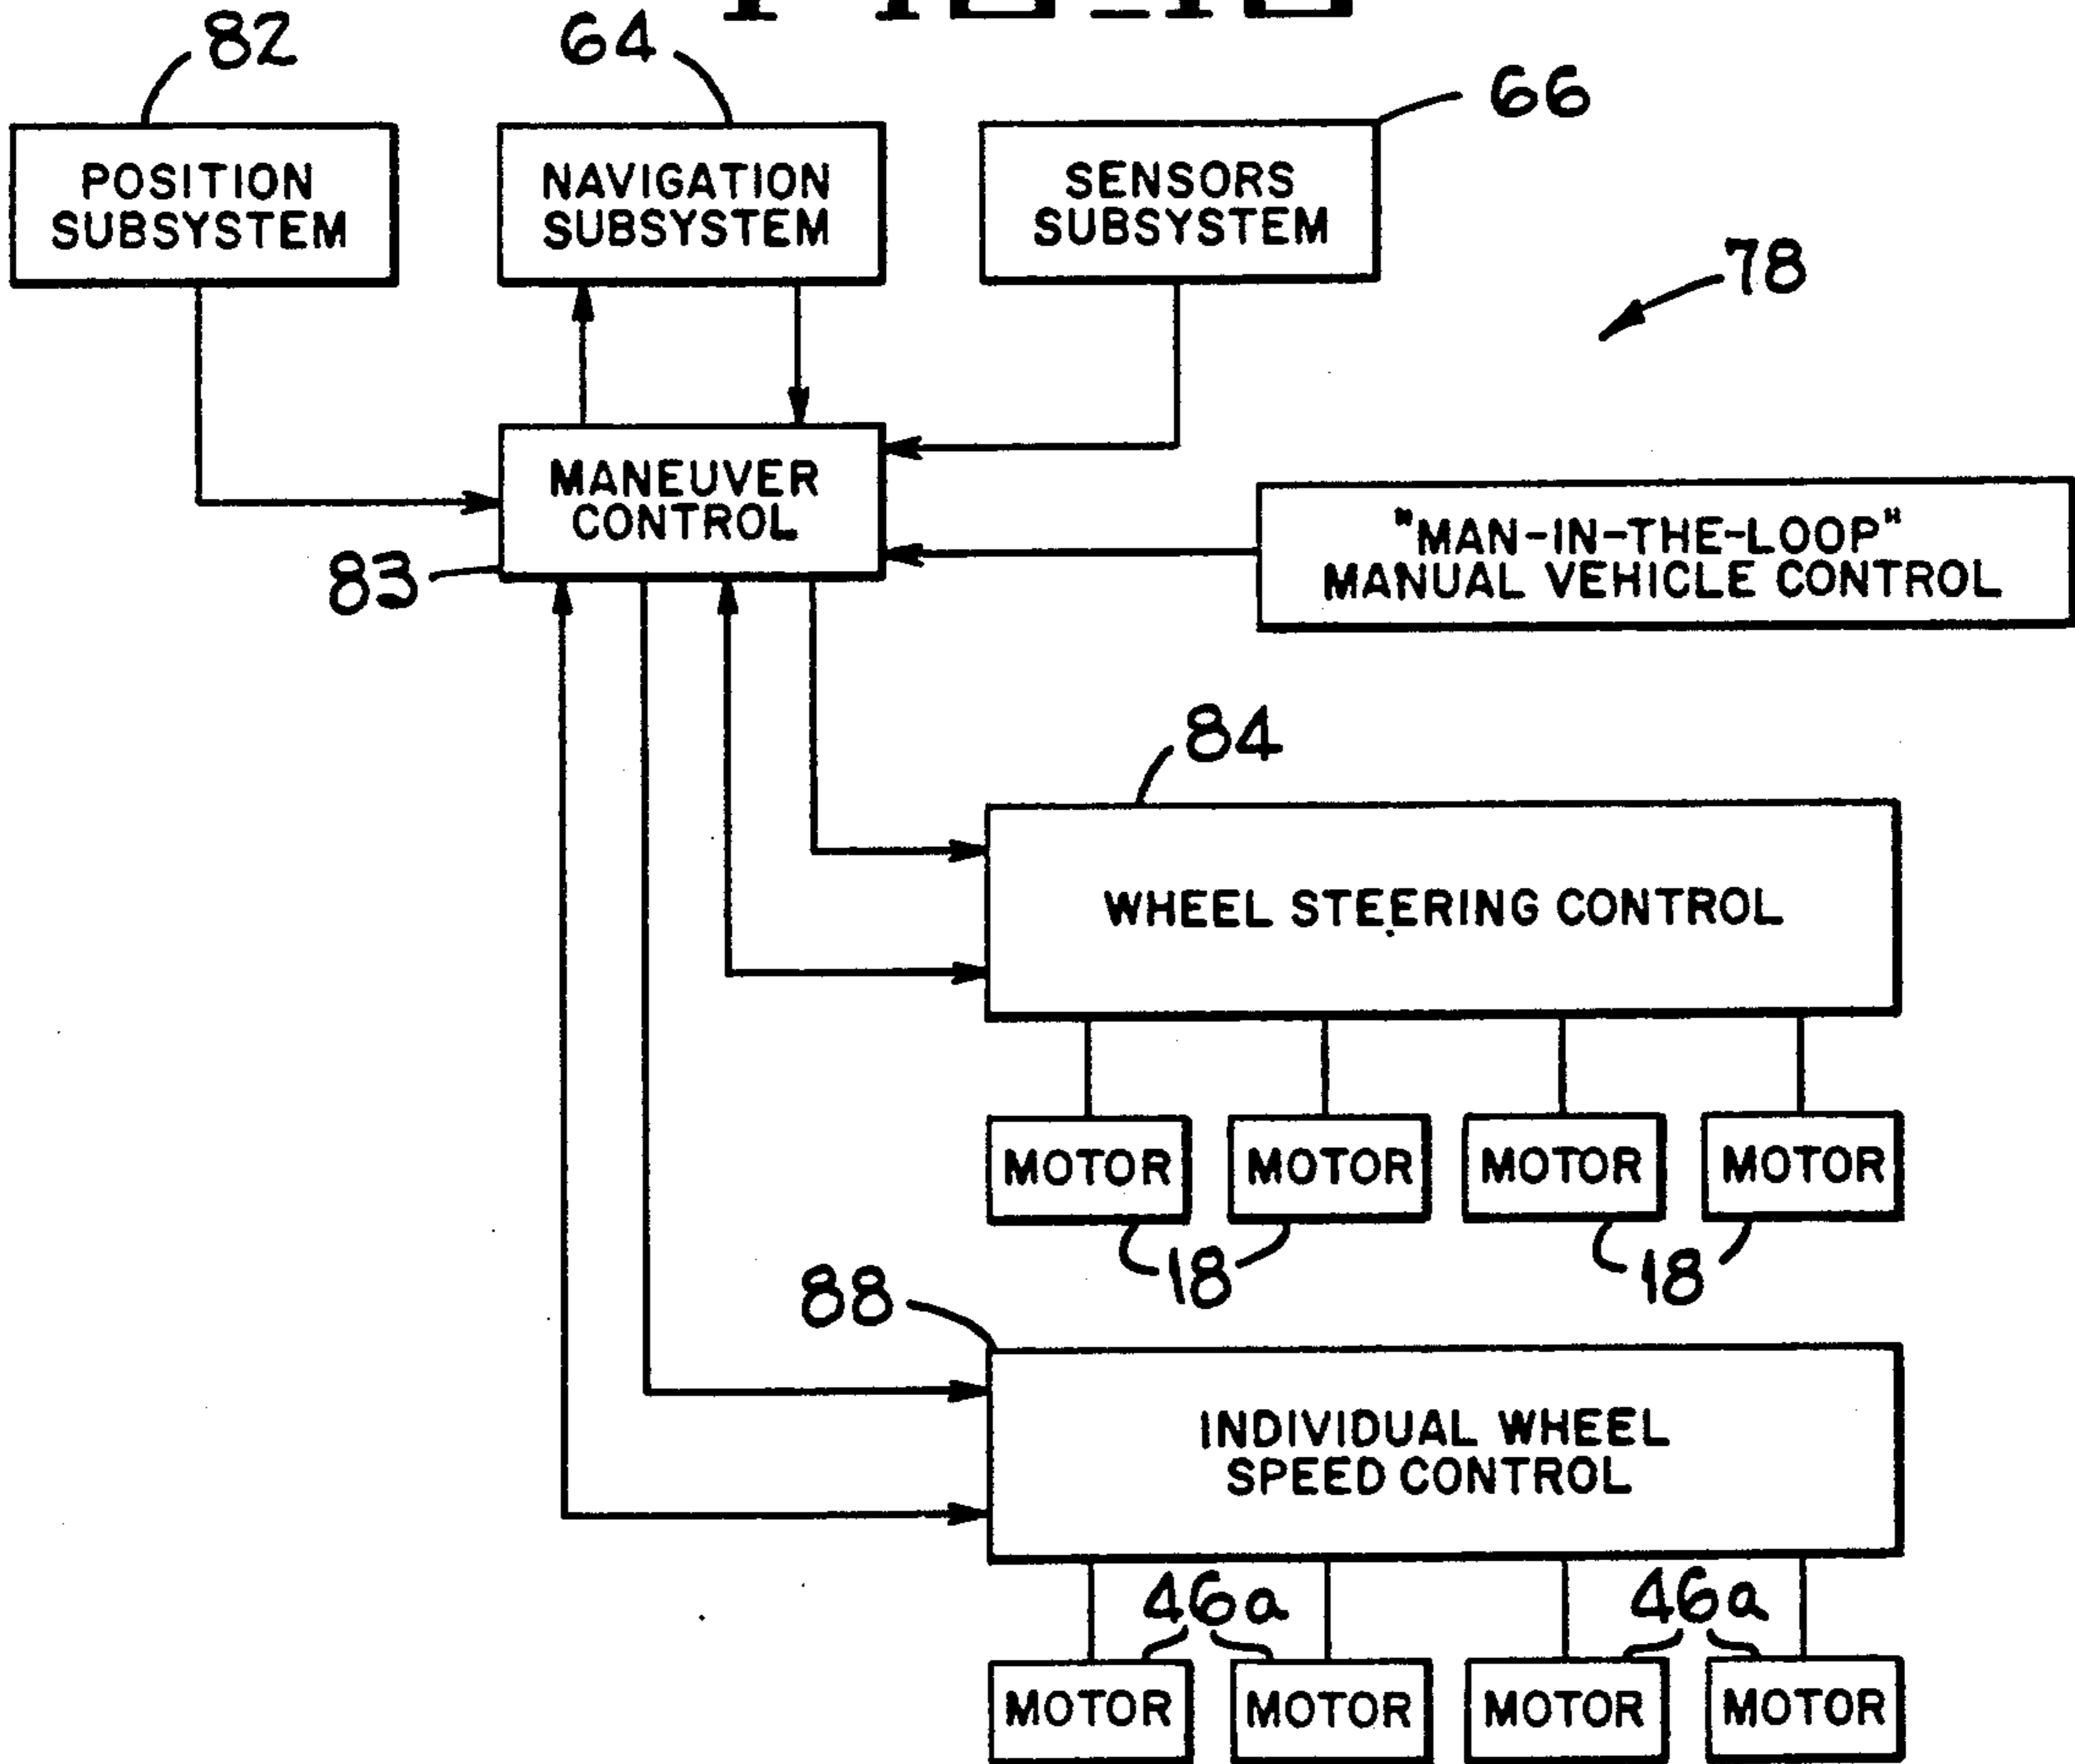 82
64
66
POSITION
SUBSYSTEM
NAVIGATION
SUBSYSTEM
SENSORS
SUBSYSTEM
78
MANEUVER
CONTROL
83
"MAN-IN-THE-LOOP"
MANUAL VEHICLE CONTROL
84
WHEEL STEERING CONTROL
MOTOR MOTOR MOTOR MOTOR
18 18
88
INDIVIDUAL WHEEL
SPEED CONTROL
46a 46a
MOTOR MOTOR MOTOR MOTOR